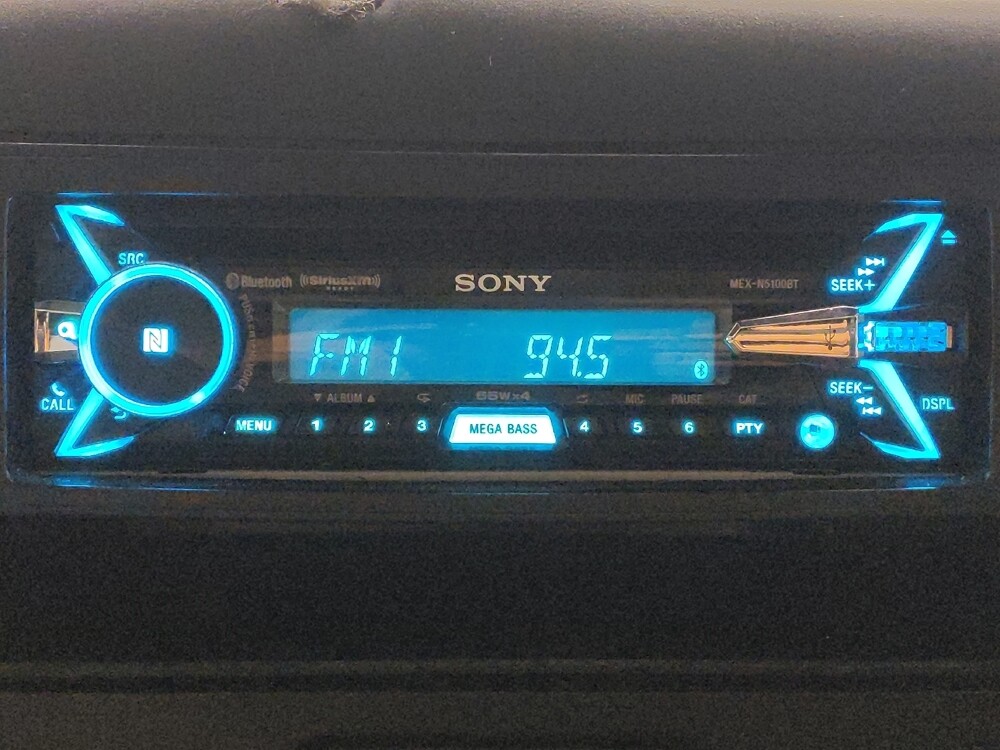 SRC
Bluetooth
((SiriusXM))
READY
SONY
MEX-N5100BT
SEEK+
FM1 94.5
CALL
▼ ALBUM ▲
55W×4
MIC
PAUSE
CAT
SEEK−
DSPL
MENU
1
2
3
MEGA BASS
4
5
6
PTY